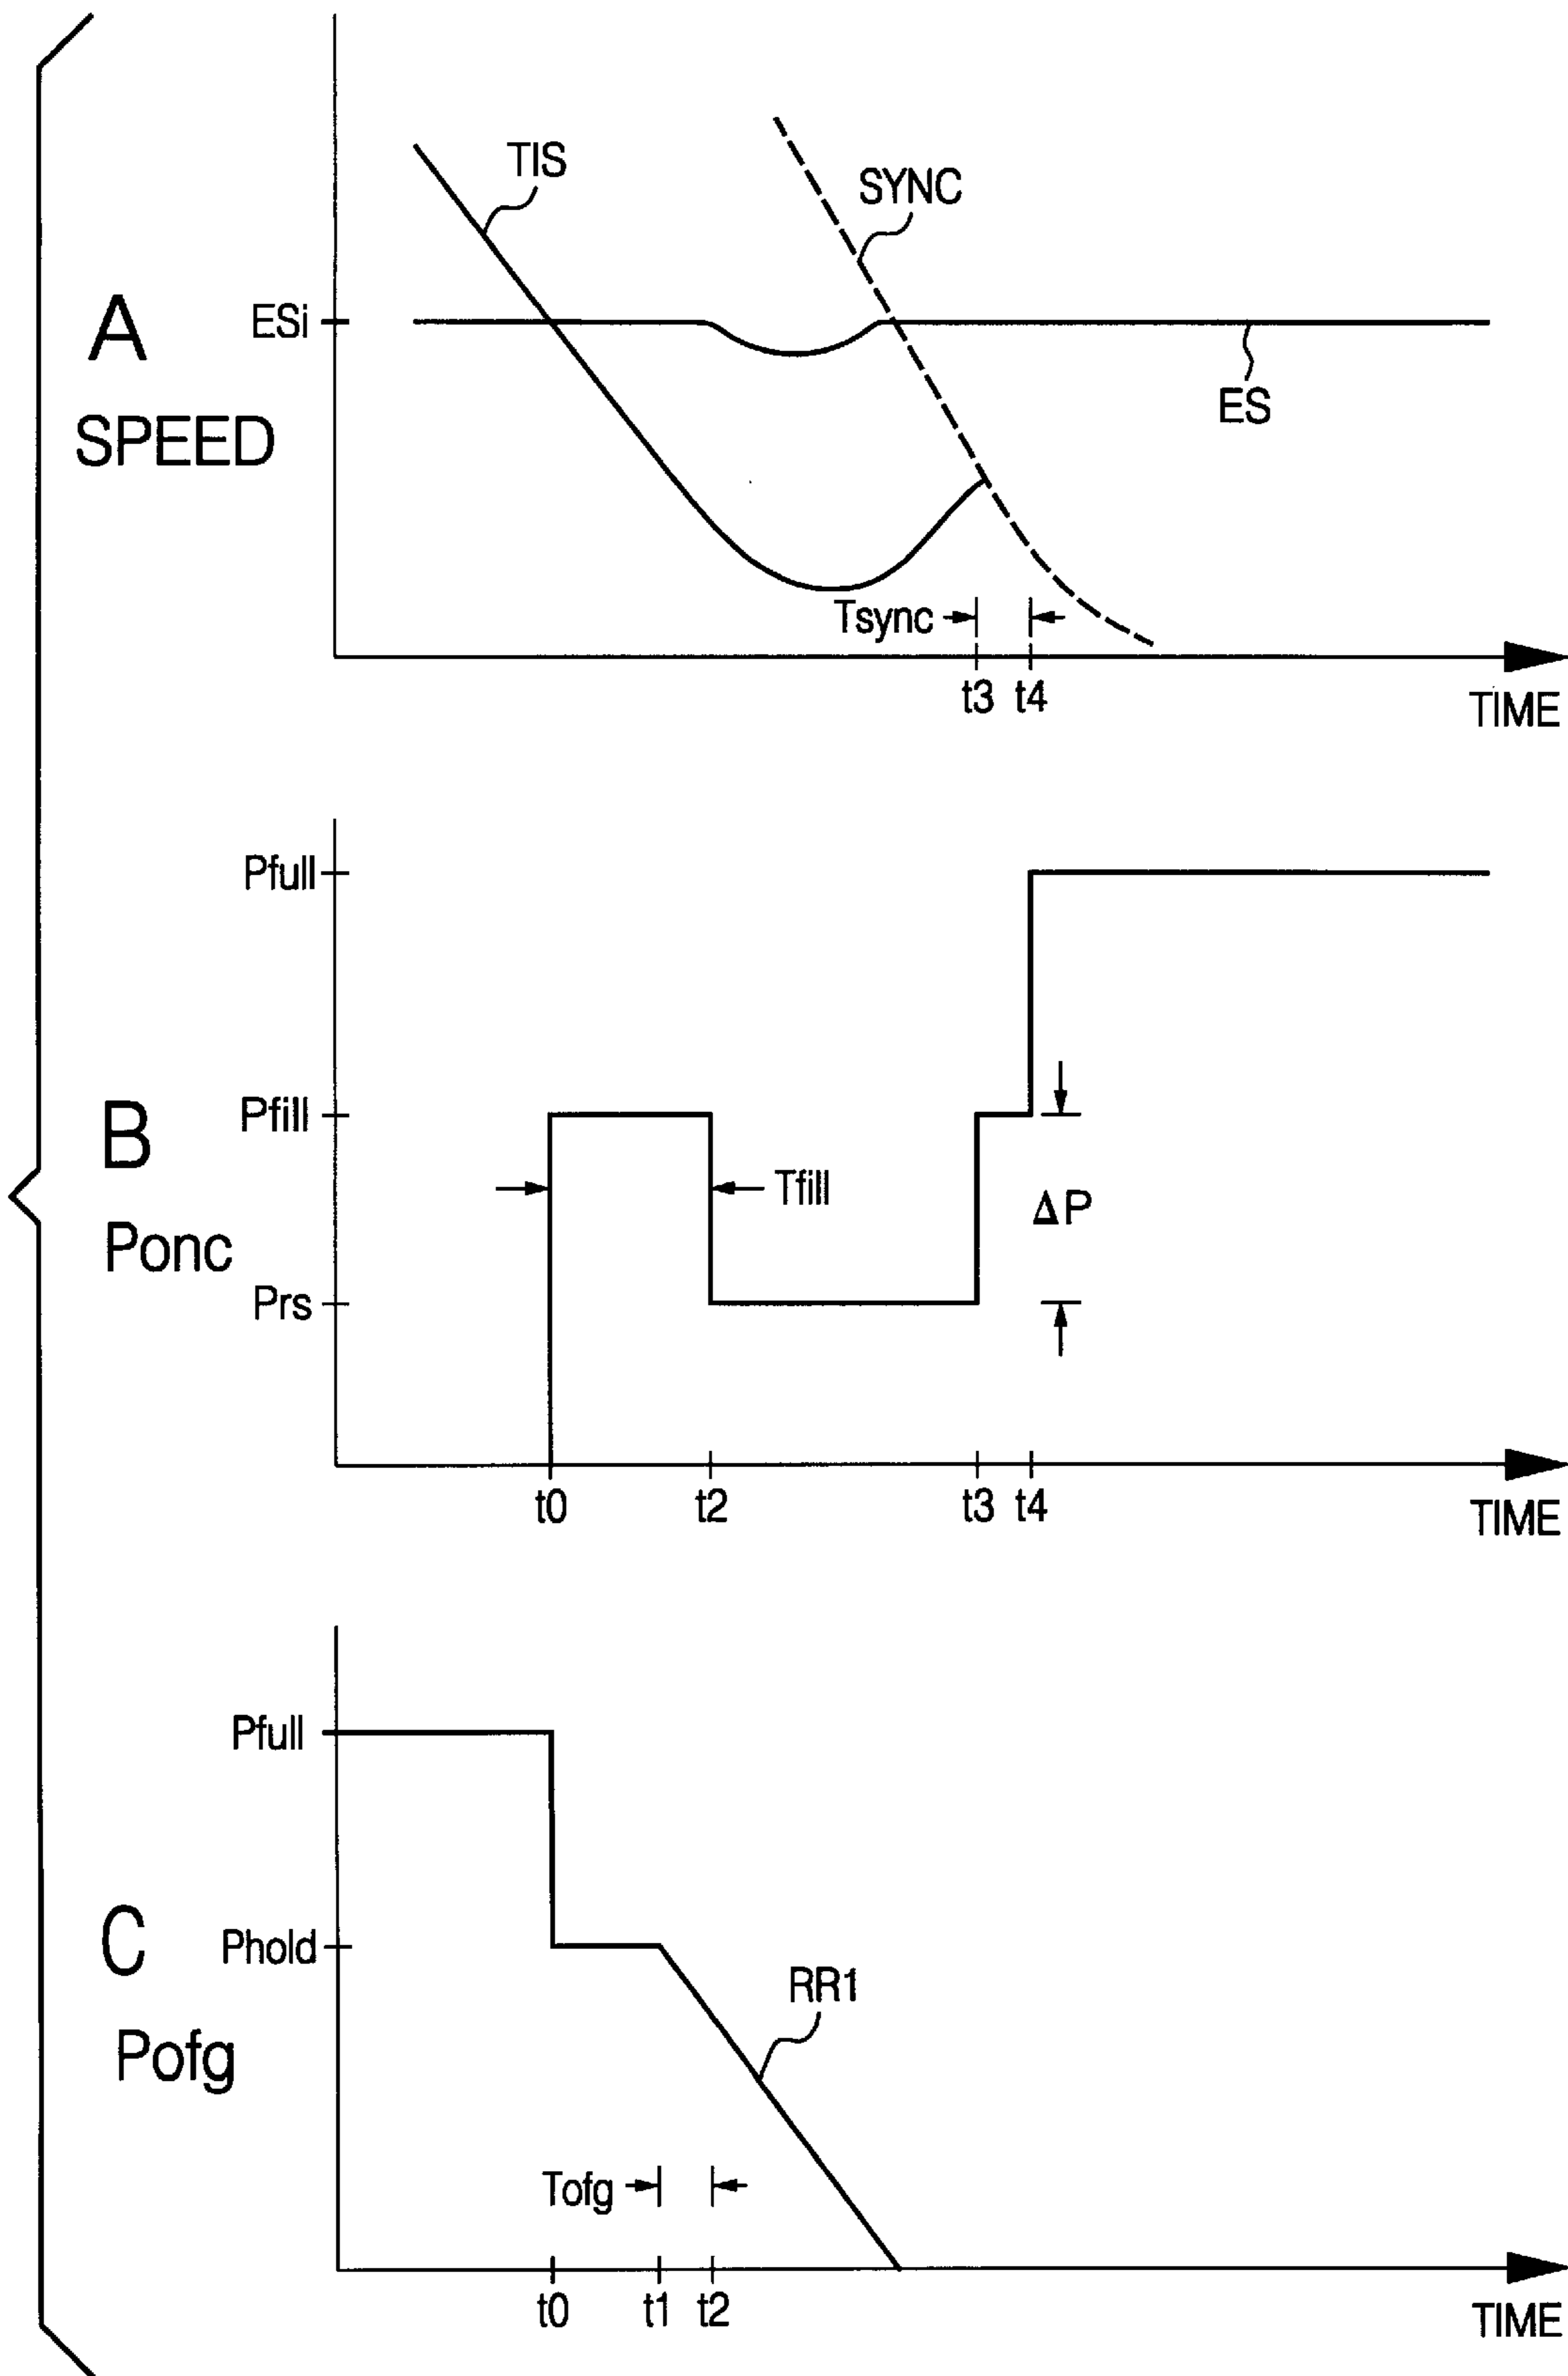 TIS
SYNC
A
SPEED
ESi
ES
Tsync
t3 t4
TIME
Pfull
B
Ponc
Pfill
Tfill
ΔP
Prs
t0 t2 t3 t4
TIME
Pfull
C
Pofg
Phold
RR1
Tofg
t0 t1 t2
TIME